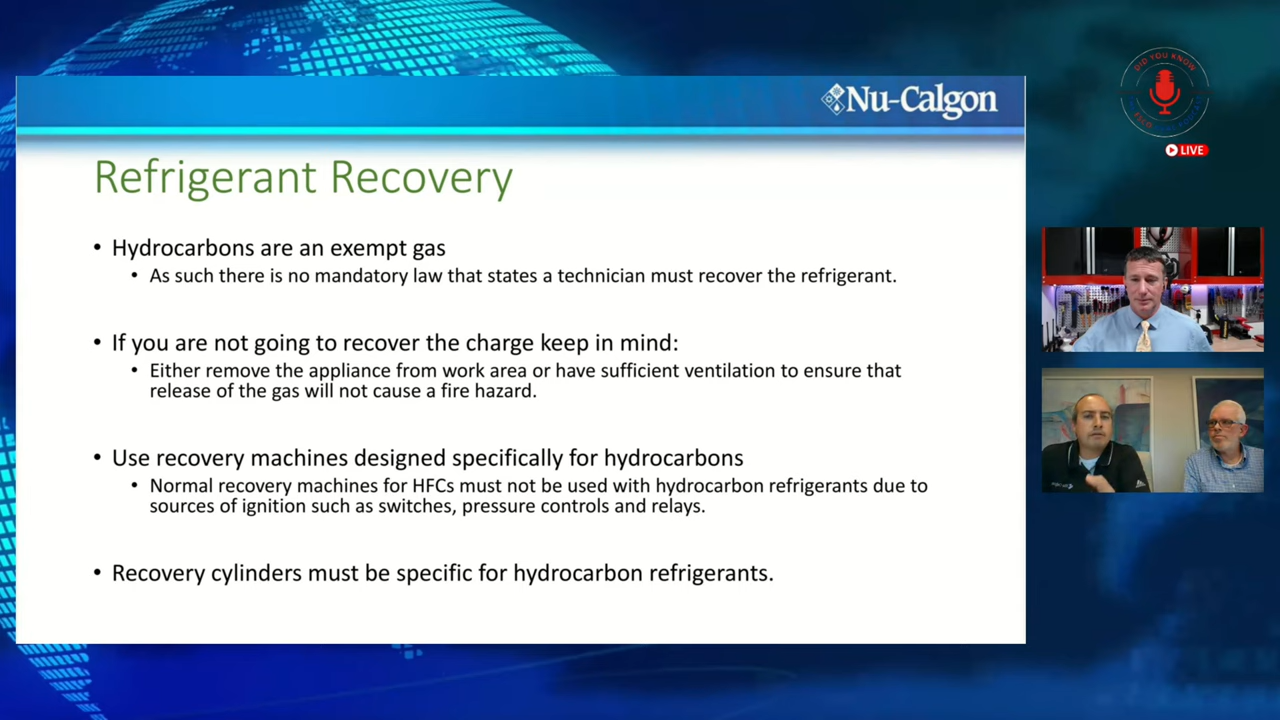 DID YOU KNOW
LIVE
Nu-Calgon
Refrigerant Recovery
• Hydrocarbons are an exempt gas
• As such there is no mandatory law that states a technician must recover the refrigerant.
• If you are not going to recover the charge keep in mind:
• Either remove the appliance from work area or have sufficient ventilation to ensure that
release of the gas will not cause a fire hazard.
• Use recovery machines designed specifically for hydrocarbons
• Normal recovery machines for HFCs must not be used with hydrocarbon refrigerants due to
sources of ignition such as switches, pressure controls and relays.
• Recovery cylinders must be specific for hydrocarbon refrigerants.